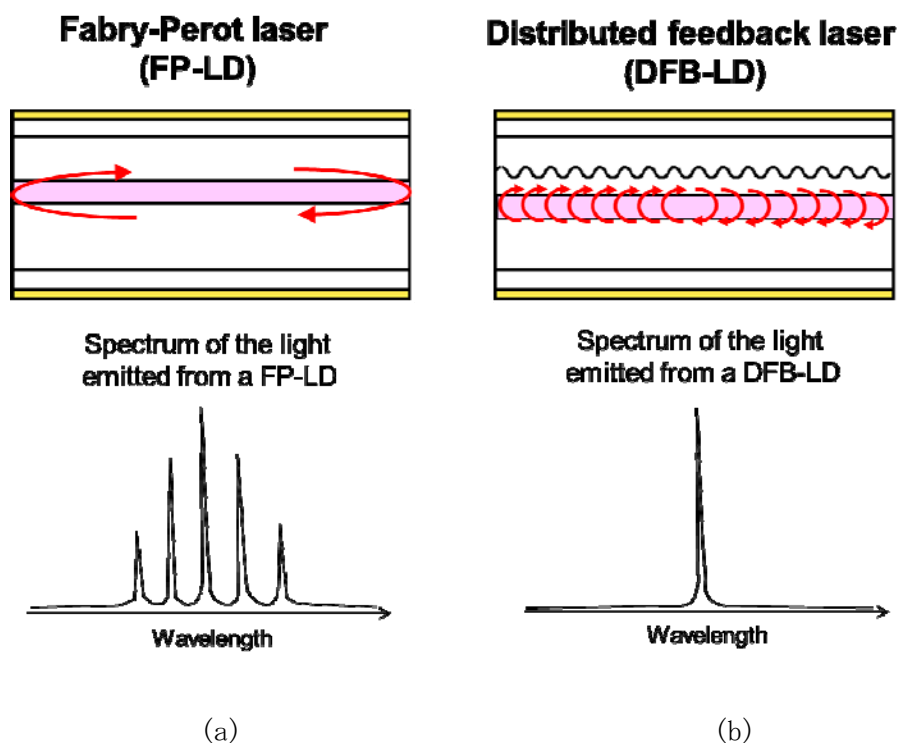 Fabry-Perot laser
(FP-LD)
Distributed feedback laser
(DFB-LD)
Spectrum of the light
emitted from a FP-LD
Spectrum of the light
emitted from a DFB-LD
Wavelength
Wavelength
(a)
(b)